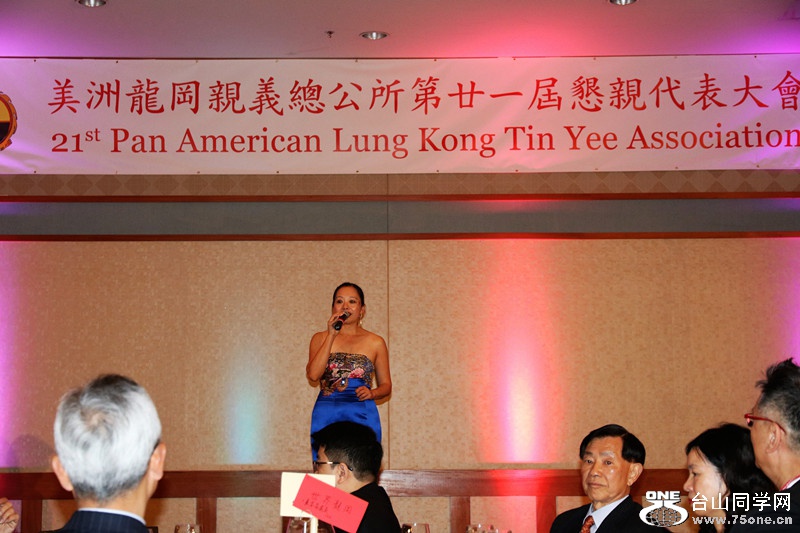 美洲龍岡親義總公所第廿一屆懇親代表大會
21st Pan American Lung Kong Tin Yee Association
ONE 台山同学网
www.75one.cn